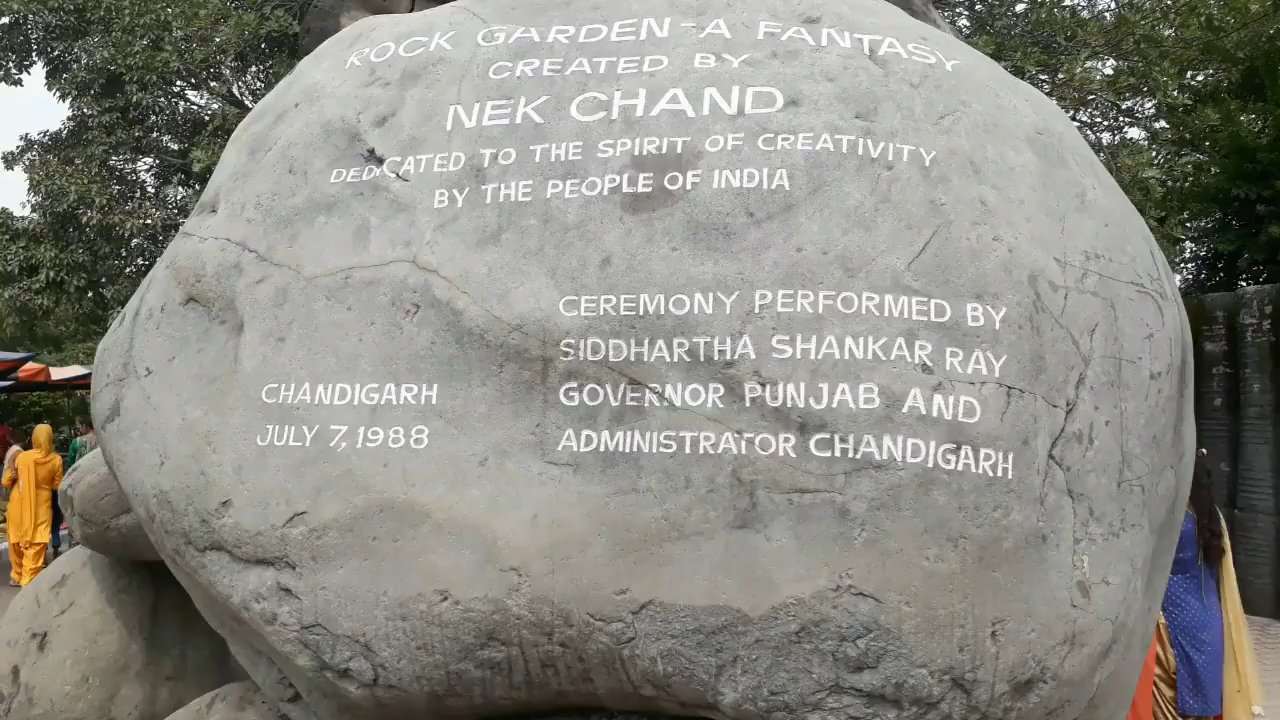 ROCK GARDEN-A FANTASY
CREATED BY
NEK CHAND
DEDICATED TO THE SPIRIT OF CREATIVITY
BY THE PEOPLE OF INDIA
CEREMONY PERFORMED BY
SIDDHARTHA SHANKAR RAY
GOVERNOR PUNJAB AND
ADMINISTRATOR CHANDIGARH
CHANDIGARH
JULY 7, 1988